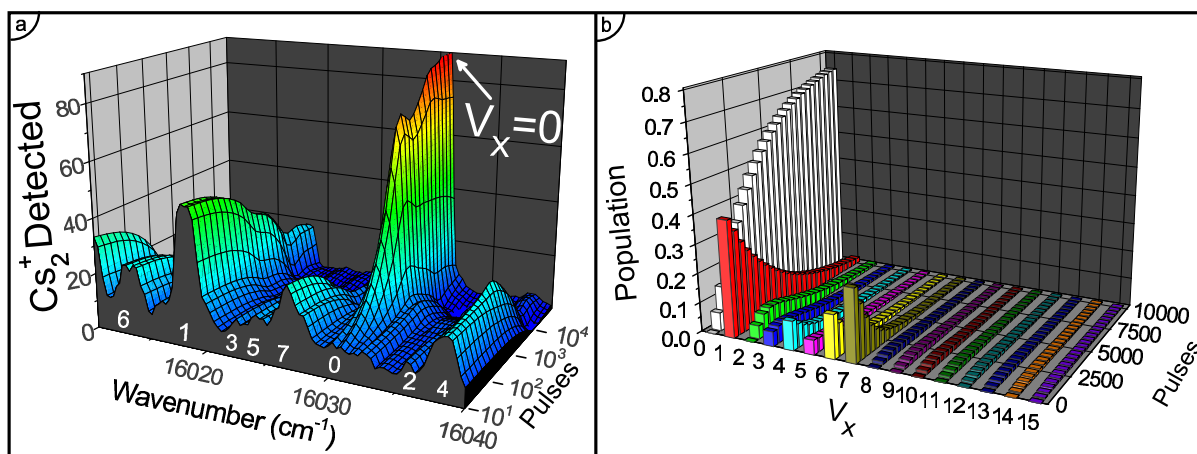 a
Cs₂⁺ Detected
80
60
40
20
0
6 1 3 5 7 0 2 4
16020
16030
16040
Wavenumber (cm⁻¹)
10¹
10²
10³
10⁴
Pulses
Vₓ=0
b
Population
0.8
0.7
0.6
0.5
0.4
0.3
0.2
0.1
0.0
0 1 2 3 4 5 6 7 8 9 10 11 12 13 14 15
Vₓ
0
2500
5000
7500
10000
Pulses